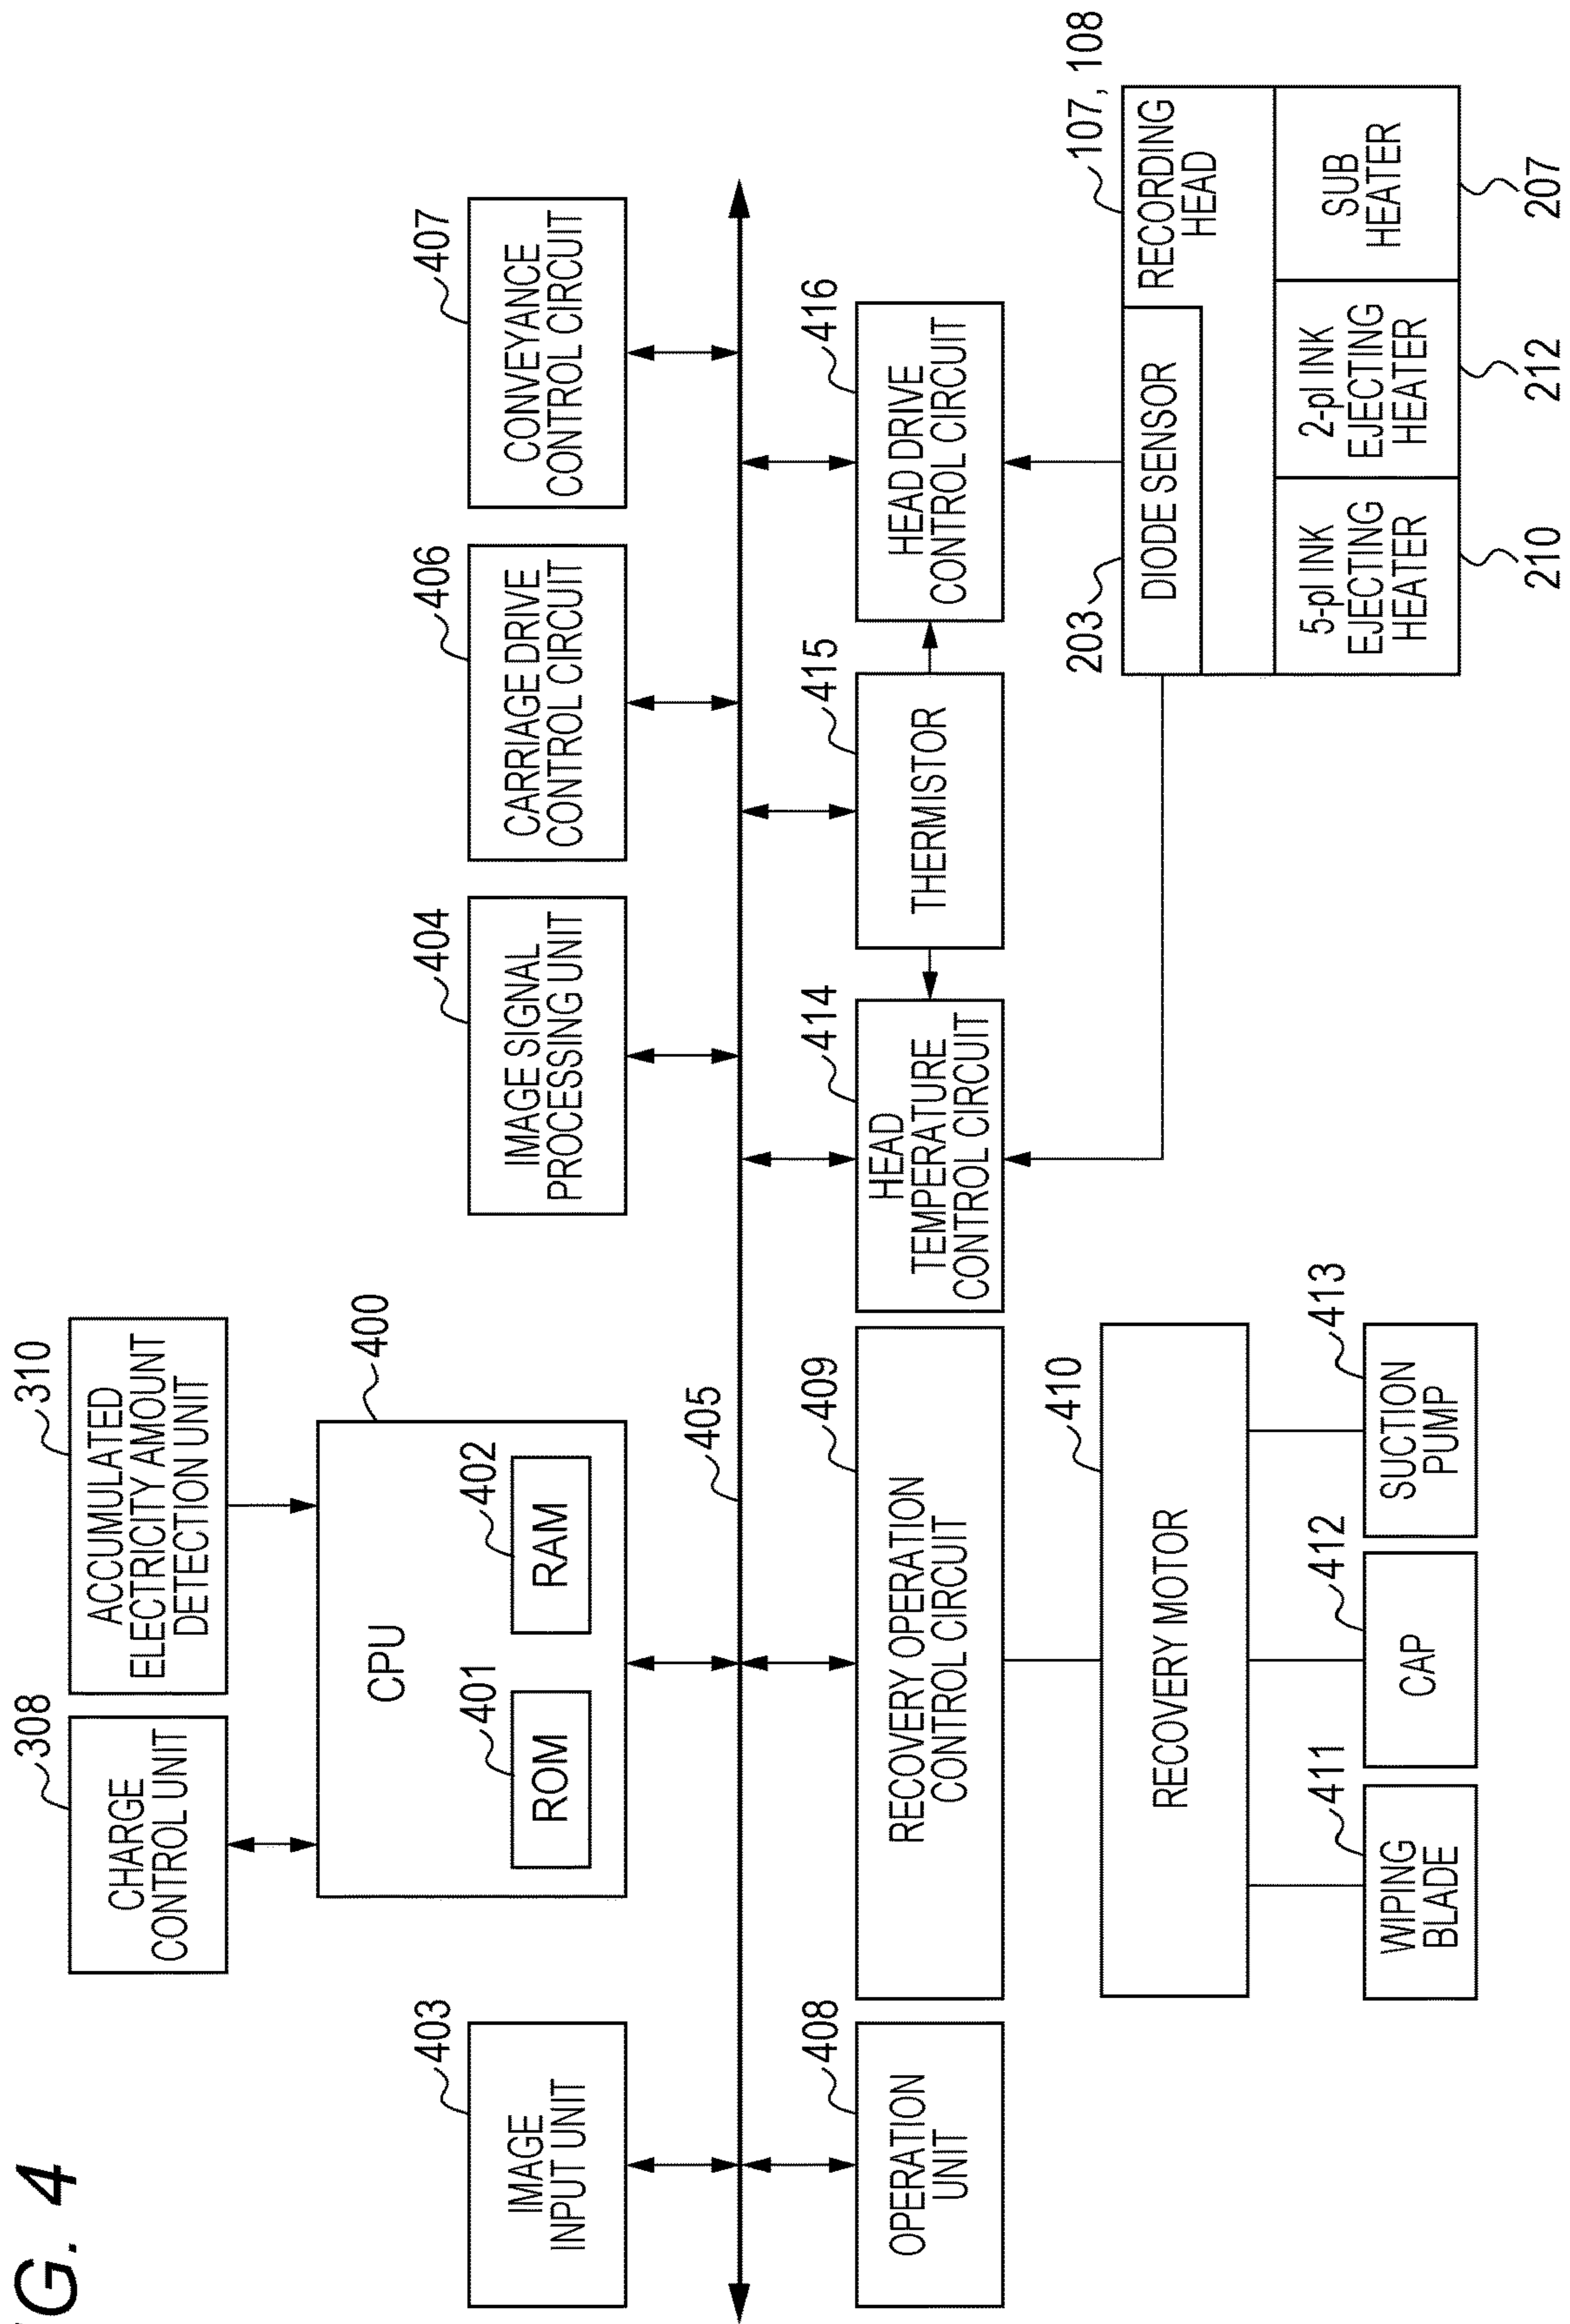 G. 4
308
CHARGE
CONTROL UNIT
310
ACCUMULATED
ELECTRICITY AMOUNT
DETECTION UNIT
400
CPU
401
ROM
402
RAM
403
IMAGE
INPUT UNIT
404
IMAGE SIGNAL
PROCESSING UNIT
406
CARRIAGE DRIVE
CONTROL CIRCUIT
407
CONVEYANCE
CONTROL CIRCUIT
405
408
OPERATION
UNIT
409
RECOVERY OPERATION
CONTROL CIRCUIT
414
HEAD
TEMPERATURE
CONTROL CIRCUIT
415
THERMISTOR
416
HEAD DRIVE
CONTROL CIRCUIT
410
RECOVERY MOTOR
411
WIPING
BLADE
412
CAP
413
SUCTION
PUMP
203
DIODE SENSOR
107, 108
RECORDING
HEAD
5-pl INK
EJECTING
HEATER
210
2-pl INK
EJECTING
HEATER
212
SUB
HEATER
207